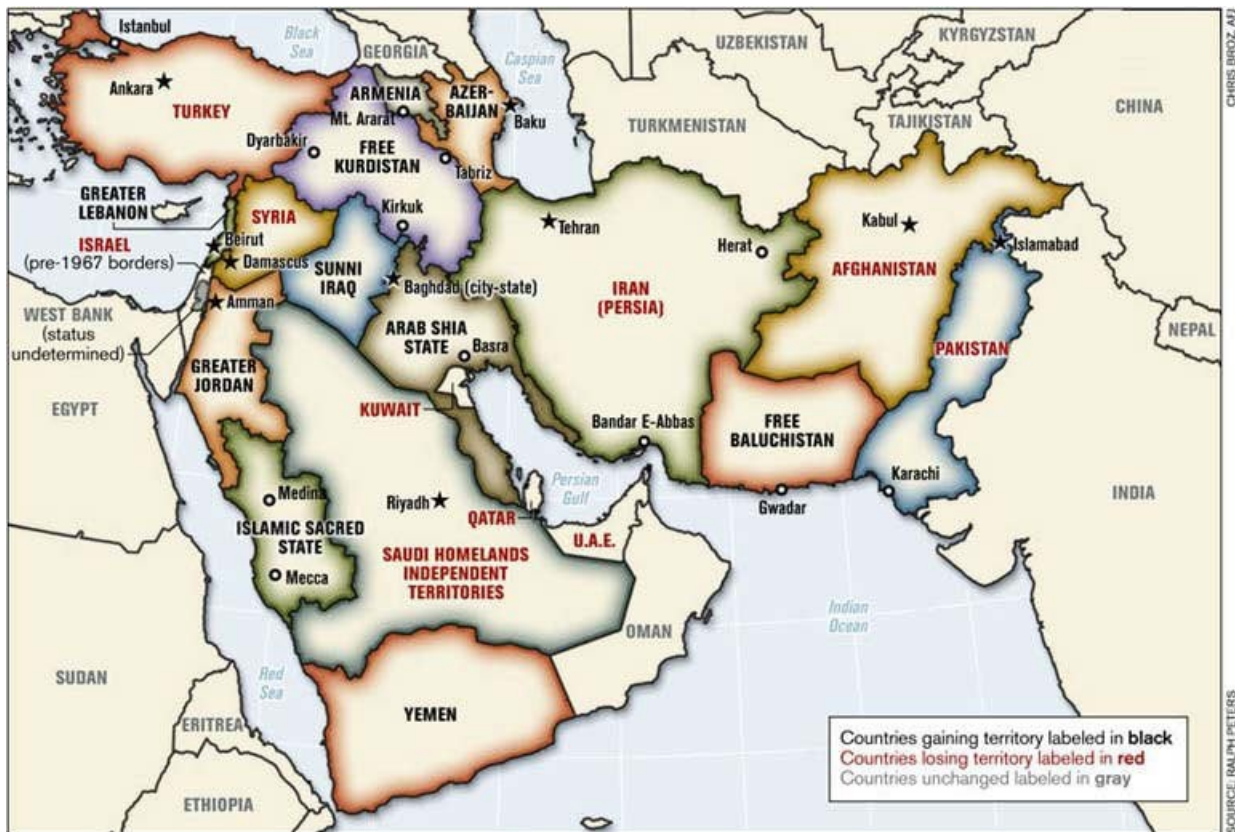 Istanbul
Black
Sea
GEORGIA
Caspian
Sea
UZBEKISTAN
KYRGYZSTAN
CHRIS BROZ, AFJ
Ankara
TURKEY
ARMENIA
Mt. Ararat
AZER-
BAIJAN
Baku
TURKMENISTAN
TAJIKISTAN
CHINA
Dyarbakir
FREE
KURDISTAN
Tabriz
GREATER
LEBANON
SYRIA
Kirkuk
Tehran
Herat
Kabul
Islamabad
ISRAEL
(pre-1967 borders)
Beirut
Damascus
SUNNI
IRAQ
Baghdad (city-state)
IRAN
(PERSIA)
AFGHANISTAN
WEST BANK
(status
undetermined)
Amman
ARAB SHIA
STATE
Basra
PAKISTAN
NEPAL
GREATER
JORDAN
EGYPT
KUWAIT
Bandar E-Abbas
FREE
BALUCHISTAN
Medina
Riyadh
Persian
Gulf
Gwadar
Karachi
INDIA
ISLAMIC SACRED
STATE
QATAR
U.A.E.
Mecca
SAUDI HOMELANDS
INDEPENDENT
TERRITORIES
OMAN
Indian
Ocean
SUDAN
Red
Sea
YEMEN
ERITREA
ETHIOPIA
Countries gaining territory labeled in black
Countries losing territory labeled in red
Countries unchanged labeled in gray
SOURCE: RALPH PETERS